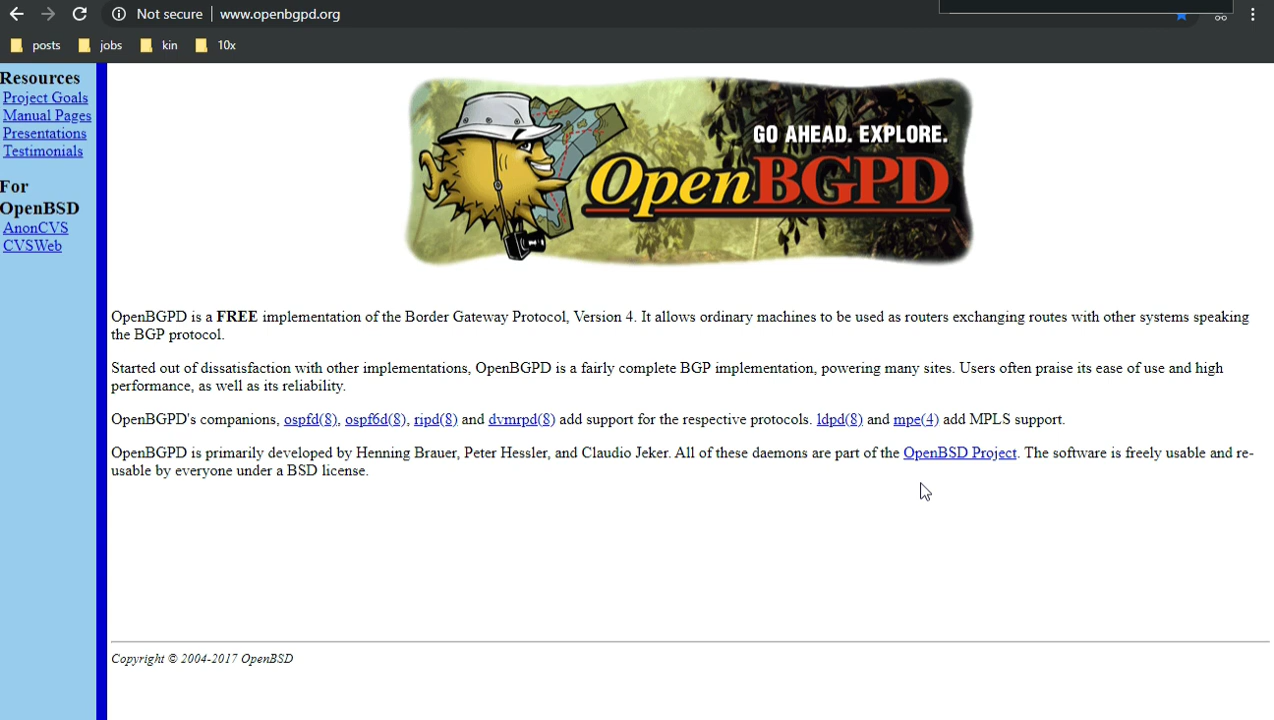 Not secure | www.openbgpd.org
posts jobs kin 10x
Resources
Project Goals
Manual Pages
Presentations
Testimonials
For
OpenBSD
AnonCVS
CVSWeb
GO AHEAD. EXPLORE.
OpenBGPD
OpenBGPD is a FREE implementation of the Border Gateway Protocol, Version 4. It allows ordinary machines to be used as routers exchanging routes with other systems speaking
the BGP protocol.
Started out of dissatisfaction with other implementations, OpenBGPD is a fairly complete BGP implementation, powering many sites. Users often praise its ease of use and high
performance, as well as its reliability.
OpenBGPD's companions, ospfd(8), ospf6d(8), ripd(8) and dvmrpd(8) add support for the respective protocols. ldpd(8) and mpe(4) add MPLS support.
OpenBGPD is primarily developed by Henning Brauer, Peter Hessler, and Claudio Jeker. All of these daemons are part of the OpenBSD Project. The software is freely usable and re-
usable by everyone under a BSD license.
Copyright © 2004-2017 OpenBSD